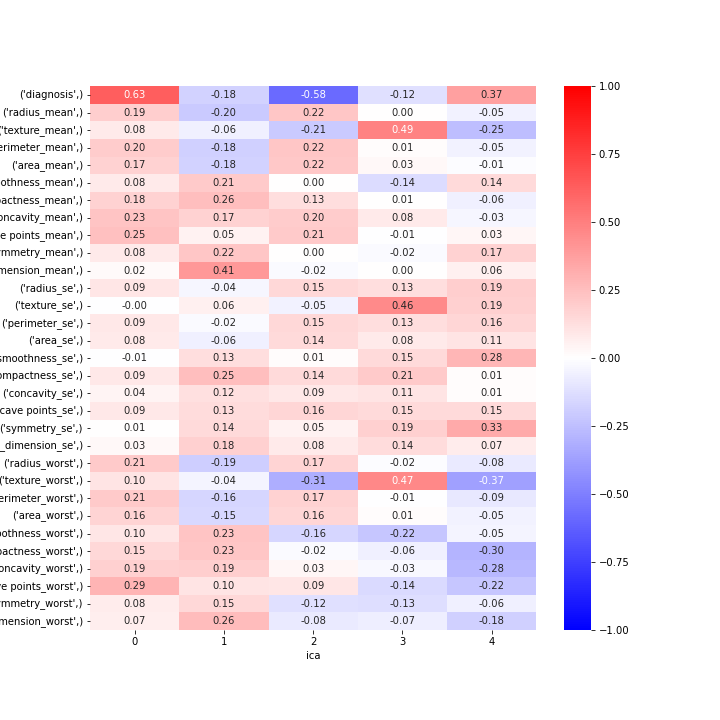 ('diagnosis',) 0.63 -0.18 -0.58 -0.12 0.37
('radius_mean',) 0.19 -0.20 0.22 0.00 -0.05
'texture_mean',) 0.08 -0.06 -0.21 0.49 -0.25
erimeter_mean',) 0.20 -0.18 0.22 0.01 -0.05
('area_mean',) 0.17 -0.18 0.22 0.03 -0.01
othness_mean',) 0.08 0.21 0.00 -0.14 0.14
pactness_mean',) 0.18 0.26 0.13 0.01 -0.06
oncavity_mean',) 0.23 0.17 0.20 0.08 -0.03
e points_mean',) 0.25 0.05 0.21 -0.01 0.03
mmetry_mean',) 0.08 0.22 0.00 -0.02 0.17
mension_mean',) 0.02 0.41 -0.02 0.00 0.06
('radius_se',) 0.09 -0.04 0.15 0.13 0.19
('texture_se',) -0.00 0.06 -0.05 0.46 0.19
('perimeter_se',) 0.09 -0.02 0.15 0.13 0.16
('area_se',) 0.08 -0.06 0.14 0.08 0.11
smoothness_se',) -0.01 0.13 0.01 0.15 0.28
ompactness_se',) 0.09 0.25 0.14 0.21 0.01
('concavity_se',) 0.04 0.12 0.09 0.11 0.01
cave points_se',) 0.09 0.13 0.16 0.15 0.15
('symmetry_se',) 0.01 0.14 0.05 0.19 0.33
_dimension_se',) 0.03 0.18 0.08 0.14 0.07
('radius_worst',) 0.21 -0.19 0.17 -0.02 -0.08
'texture_worst',) 0.10 -0.04 -0.31 0.47 -0.37
erimeter_worst',) 0.21 -0.16 0.17 -0.01 -0.09
('area_worst',) 0.16 -0.15 0.16 0.01 -0.05
othness_worst',) 0.10 0.23 -0.16 -0.22 -0.05
pactness_worst',) 0.15 0.23 -0.02 -0.06 -0.30
oncavity_worst',) 0.19 0.19 0.03 -0.03 -0.28
e points_worst',) 0.29 0.10 0.09 -0.14 -0.22
mmetry_worst',) 0.08 0.15 -0.12 -0.13 -0.06
mension_worst',) 0.07 0.26 -0.08 -0.07 -0.18
0 1 2 3 4
ica
1.00
0.75
0.50
0.25
0.00
−0.25
−0.50
−0.75
−1.00